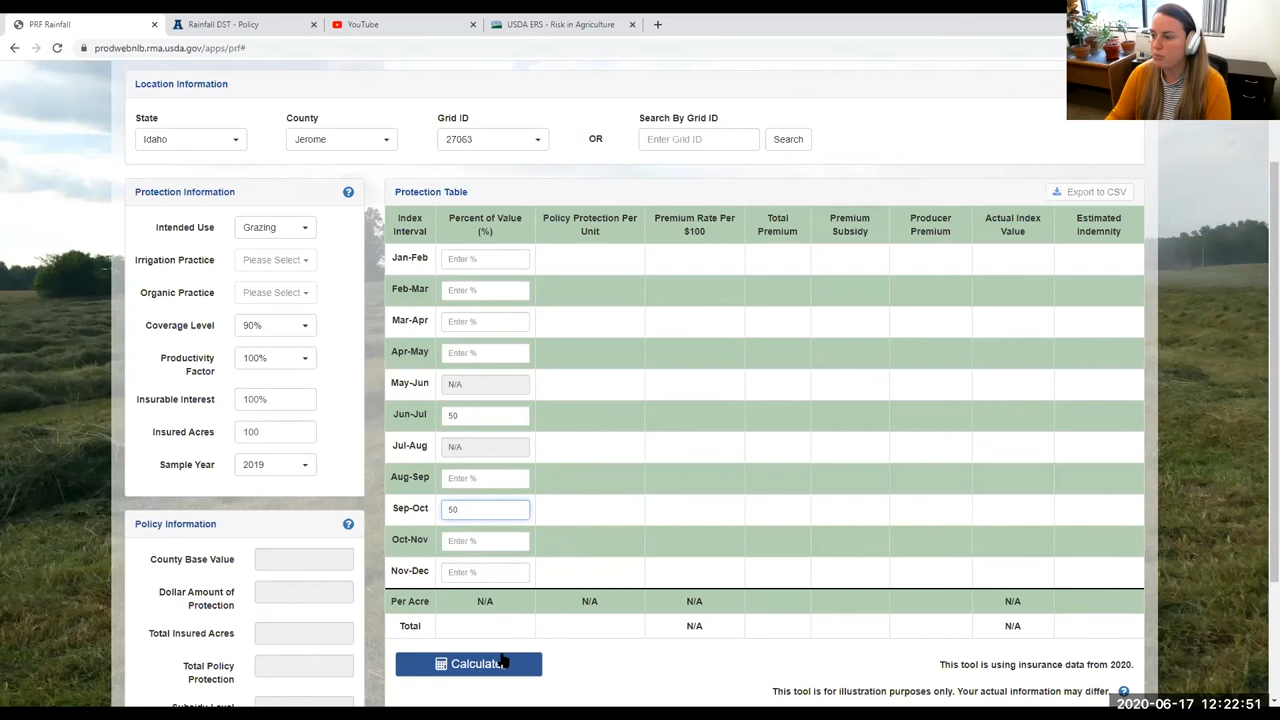 PRF Rainfall
Rainfall DST - Policy
YouTube
USDA ERS - Risk in Agriculture
prodwebnlb.rma.usda.gov/apps/prf#
Location Information
State
County
Grid ID
Search By Grid ID
Idaho
Jerome
27063
OR
Enter Grid ID
Search
Protection Information
Intended Use
Grazing
Irrigation Practice
Please Select
Organic Practice
Please Select
Coverage Level
90%
Productivity
Factor
100%
Insurable Interest
100%
Insured Acres
100
Sample Year
2019
Policy Information
County Base Value
Dollar Amount of
Protection
Total Insured Acres
Total Policy
Protection
Subsidy Level
Protection Table
Export to CSV
Index Interval
Percent of Value (%)
Policy Protection Per Unit
Premium Rate Per $100
Total Premium
Premium Subsidy
Producer Premium
Actual Index Value
Estimated Indemnity
Jan-Feb Enter %
Feb-Mar Enter %
Mar-Apr Enter %
Apr-May Enter %
May-Jun N/A
Jun-Jul 50
Jul-Aug N/A
Aug-Sep Enter %
Sep-Oct 50
Oct-Nov Enter %
Nov-Dec Enter %
Per Acre N/A N/A N/A N/A
Total N/A N/A
Calculate
This tool is using insurance data from 2020.
This tool is for illustration purposes only. Your actual information may differ.
2020-06-17 12:22:51